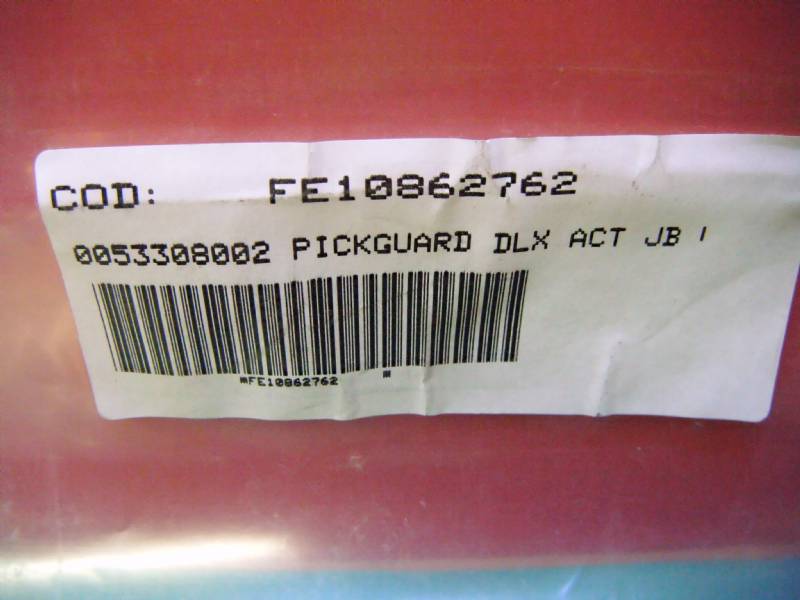 COD: FE10862762
0053308002 PICKGUARD DLX ACT JB
*FE10862762*